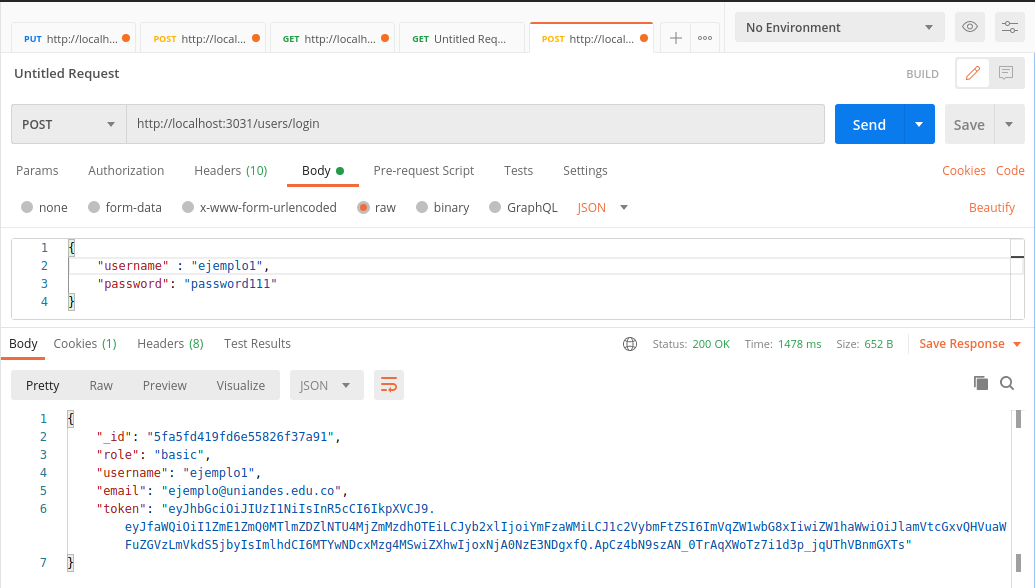 PUT http://localh...
POST http://local...
GET http://localh...
GET Untitled Req...
POST http://local...
No Environment
Untitled Request
BUILD
POST
http://localhost:3031/users/login
Send
Save
Params Authorization Headers (10) Body Pre-request Script Tests Settings Cookies Code
none form-data x-www-form-urlencoded raw binary GraphQL JSON Beautify
1 {
2 "username" : "ejemplo1",
3 "password": "password111"
4 }
Body Cookies (1) Headers (8) Test Results Status: 200 OK Time: 1478 ms Size: 652 B Save Response
Pretty Raw Preview Visualize JSON
1 {
2 "_id": "5fa5fd419fd6e55826f37a91",
3 "role": "basic",
4 "username": "ejemplo1",
5 "email": "ejemplo@uniandes.edu.co",
6 "token": "eyJhbGciOiJIUzI1NiIsInR5cCI6IkpXVCJ9.
eyJfaWQiOiI1ZmE1ZmQ0MTlmZDZlNTU4MjZmMzdhOTEiLCJyb2xlIjoiYmFzaWMiLCJ1c2VybmFtZSI6ImVqZW1wbG8xIiwiZW1haWwiOiJlamVtcGxvQHVuaW
FuZGVzLmVkdS5jbyIsImlhdCI6MTYwNDcxMzg4MSwiZXhwIjoxNjA0NzE3NDgxfQ.ApCz4bN9szAN_0TrAqXWoTz7i1d3p_jqUThVBnmGXTs"
7 }